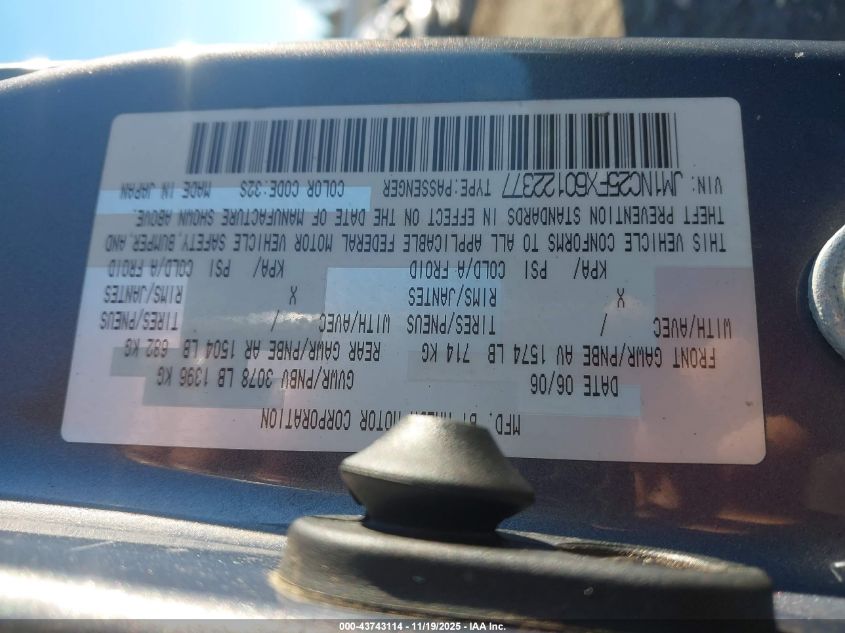 MFD. BY MAZDA MOTOR CORPORATION
DATE 06/06 GVWR/PNBV 3078 LB 1396 KG
FRONT GAWR/PNBE AV 1574 LB 714 KG REAR GAWR/PNBE AR 1504 LB 682 KG
WITH/AVEC / TIRES/PNEUS WITH/AVEC / TIRES/PNEUS
X RIMS/JANTES X RIMS/JANTES
KPA/ PSI COLD/A FROID KPA/ PSI COLD/A FROID
THIS VEHICLE CONFORMS TO ALL APPLICABLE FEDERAL MOTOR VEHICLE SAFETY, BUMPER, AND
THEFT PREVENTION STANDARDS IN EFFECT ON THE DATE OF MANUFACTURE SHOWN ABOVE.
VIN: JM1NC25FX60122377 TYPE:PASSENGER COLOR CODE:32S MADE IN JAPAN
000-43743114 - 11/19/2025 - IAA Inc.